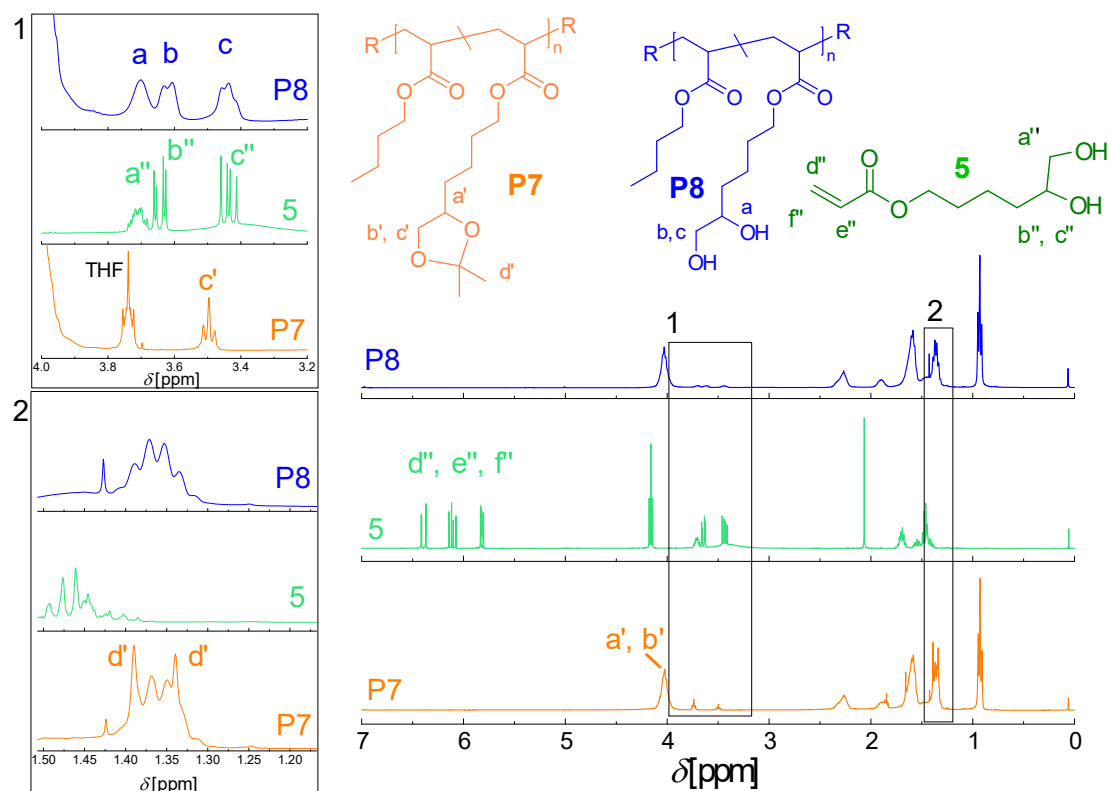 1
a
b
c
P8
a"
b"
c"
5
THF
c'
P7
4.0 3.8 3.6 3.4 3.2
δ[ppm]
2
P8
5
d'
d'
P7
1.50 1.45 1.40 1.35 1.30 1.25 1.20
δ[ppm]
R
R
n
O
O
O
O
P7
a'
b', c'
O
O
d'
R
R
n
O
O
O
O
P8
a
b, c
OH
OH
a''
d''
O
5
OH
f''
O
OH
e''
b'', c''
1
2
P8
d", e", f"
5
a', b'
P7
7 6 5 4 3 2 1 0
δ[ppm]